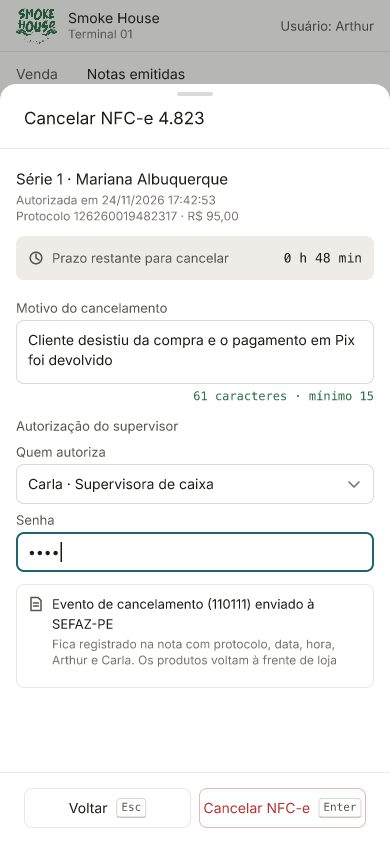 SMOKE HOUSE
Smoke House
Terminal 01
Usuário: Arthur
Venda
Notas emitidas
Cancelar NFC-e 4.823
Série 1 · Mariana Albuquerque
Autorizada em 24/11/2026 17:42:53
Protocolo 126260019482317 · R$ 95,00
Prazo restante para cancelar
0 h 48 min
Motivo do cancelamento
Cliente desistiu da compra e o pagamento em Pix
foi devolvido
61 caracteres · mínimo 15
Autorização do supervisor
Quem autoriza
Carla · Supervisora de caixa
Senha
••••
Evento de cancelamento (110111) enviado à
SEFAZ-PE
Fica registrado na nota com protocolo, data, hora,
Arthur e Carla. Os produtos voltam à frente de loja
Voltar Esc
Cancelar NFC-e Enter